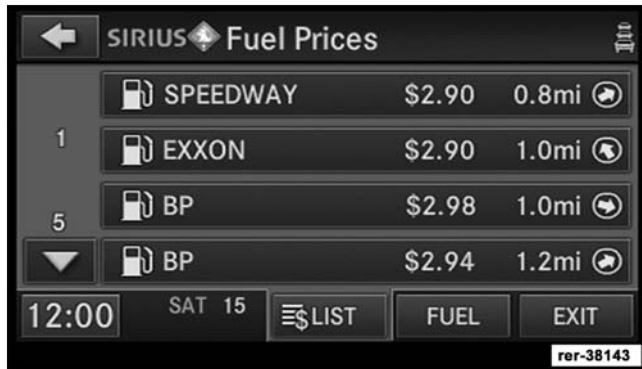 SIRIUS Fuel Prices
SPEEDWAY $2.90 0.8mi
1
EXXON $2.90 1.0mi
BP $2.98 1.0mi
5
BP $2.94 1.2mi
12:00 SAT 15 $LIST FUEL EXIT
rer-38143